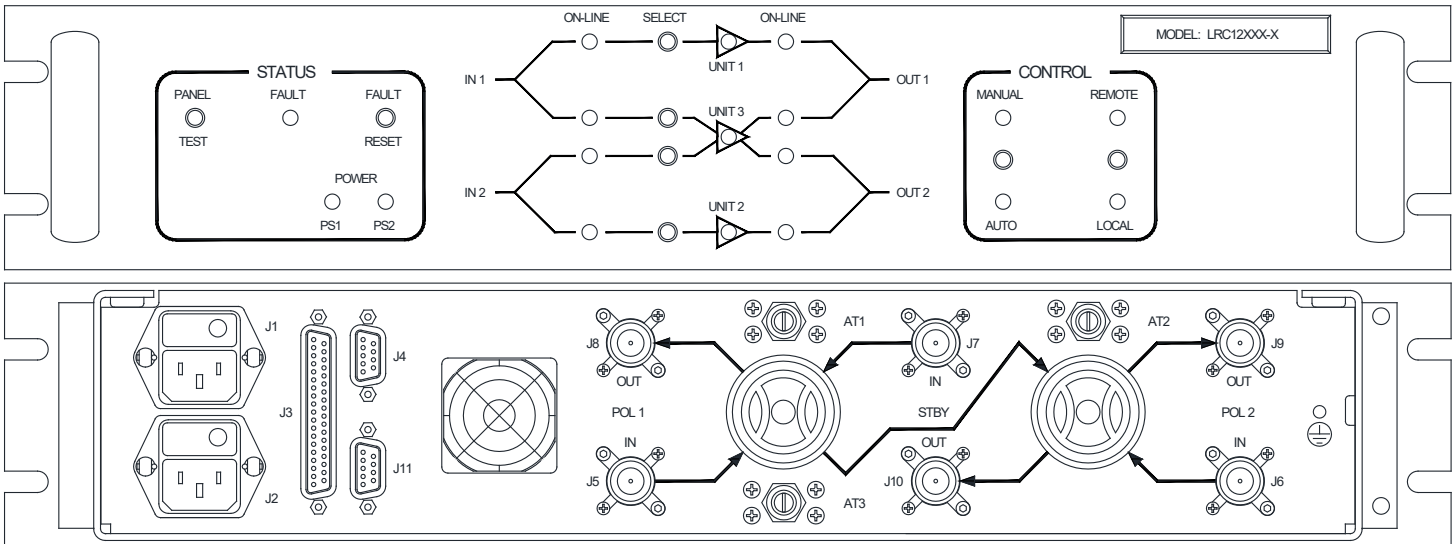 ON-LINE SELECT ON-LINE
MODEL: LRC12XXX-X
STATUS
PANEL FAULT FAULT
TEST RESET
POWER
PS1 PS2
IN 1
UNIT 1
OUT 1
UNIT 3
IN 2
OUT 2
UNIT 2
CONTROL
MANUAL REMOTE
AUTO LOCAL
J1
J4
J3
J11
J2
J8
OUT
POL 1
IN
J5
AT1
J7
IN
STBY
OUT
J10
AT3
AT2
J9
OUT
POL 2
IN
J6